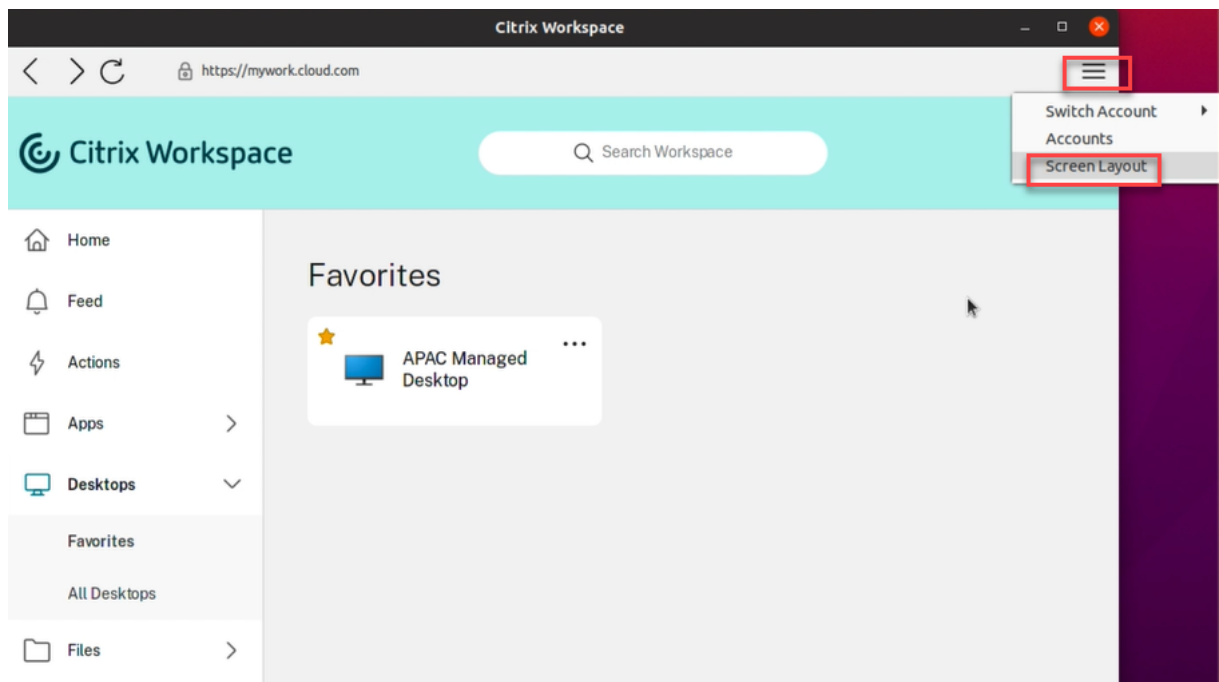 Citrix Workspace
https://mywork.cloud.com
Switch Account
Accounts
Screen Layout
Citrix Workspace
Search Workspace
Home
Feed
Actions
Apps
Desktops
Favorites
All Desktops
Files
Favorites
APAC Managed
Desktop